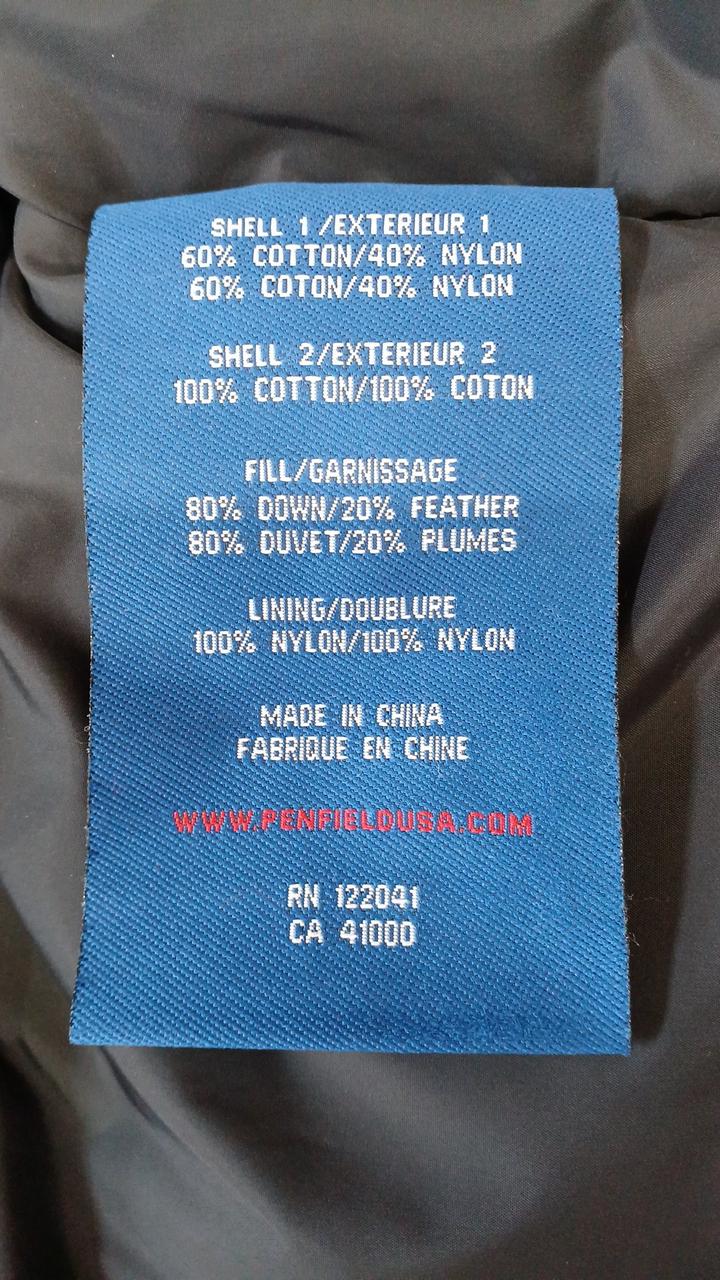 SHELL 1/EXTERIEUR 1
60% COTTON/40% NYLON
60% COTON/40% NYLON
SHELL 2/EXTERIEUR 2
100% COTTON/100% COTON
FILL/GARNISSAGE
80% DOWN/20% FEATHER
80% DUVET/20% PLUMES
LINING/DOUBLURE
100% NYLON/100% NYLON
MADE IN CHINA
FABRIQUE EN CHINE
WWW.PENFIELDUSA.COM
RN 122041
CA 41000